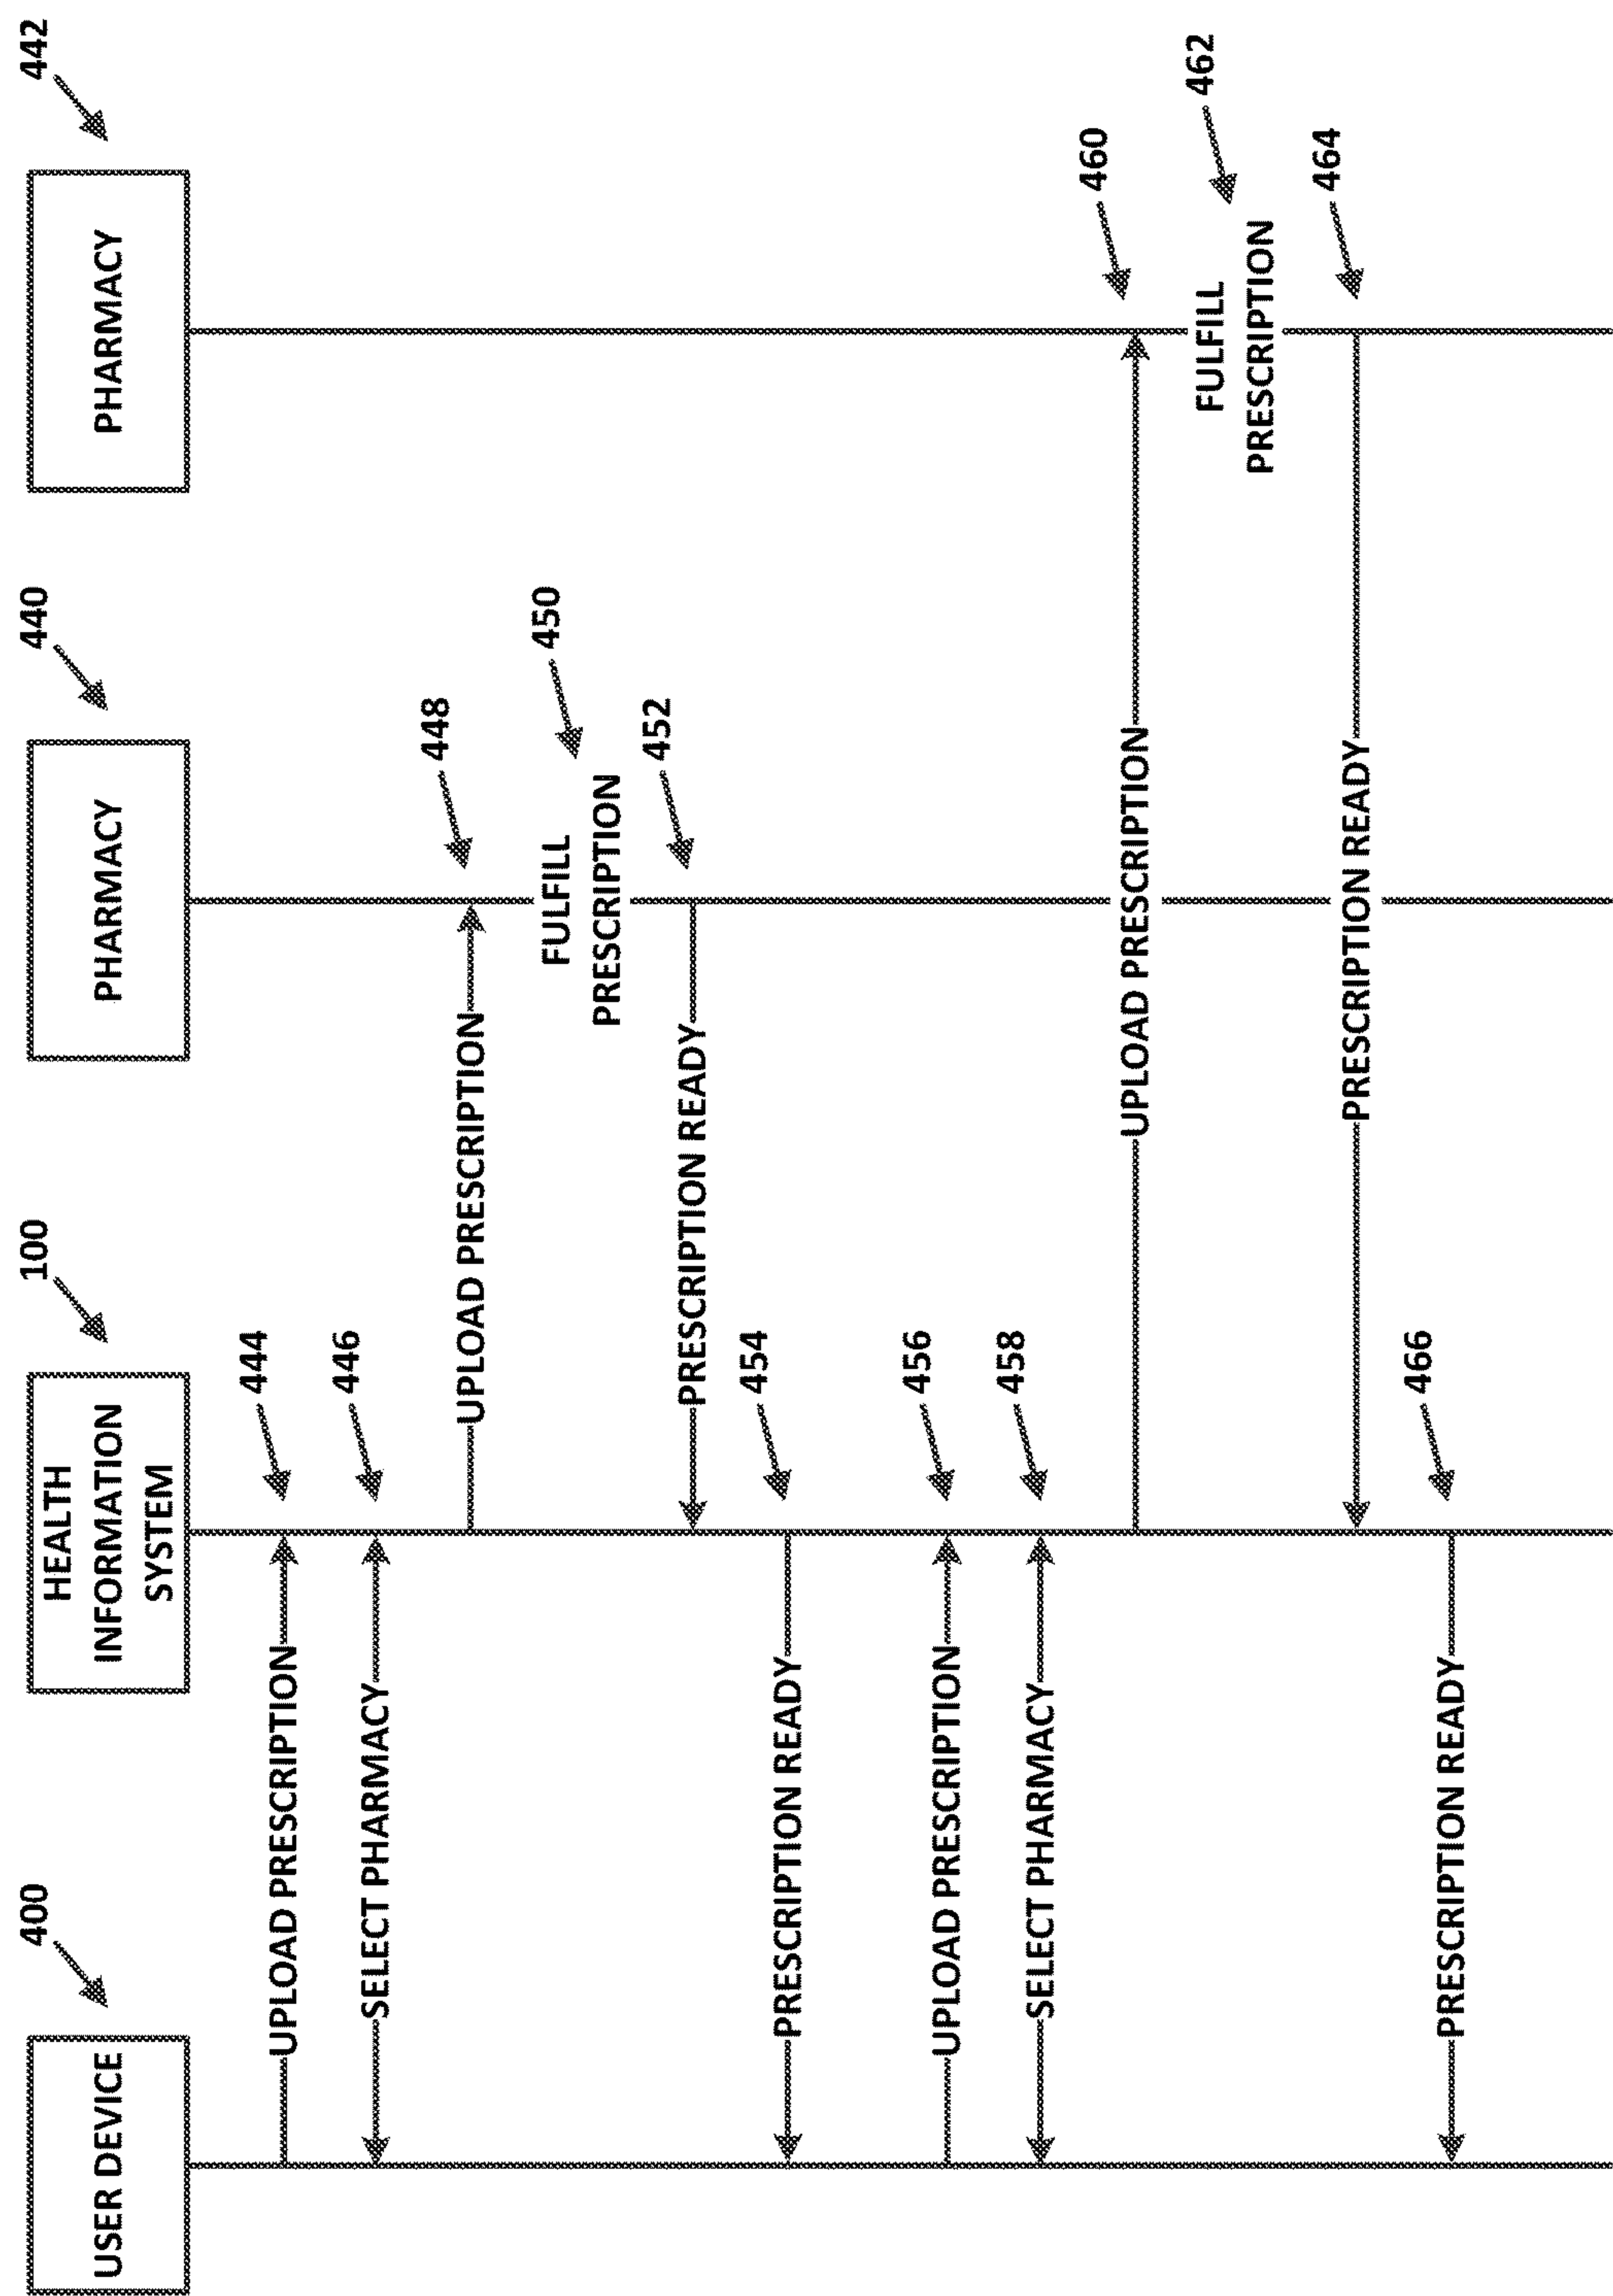 400
100
440
442
USER DEVICE
HEALTH
INFORMATION
SYSTEM
PHARMACY
PHARMACY
444
UPLOAD PRESCRIPTION
446
SELECT PHARMACY
448
UPLOAD PRESCRIPTION
450
FULFILL
PRESCRIPTION
452
PRESCRIPTION READY
454
PRESCRIPTION READY
456
UPLOAD PRESCRIPTION
458
SELECT PHARMACY
460
UPLOAD PRESCRIPTION
462
FULFILL
PRESCRIPTION
464
PRESCRIPTION READY
466
PRESCRIPTION READY